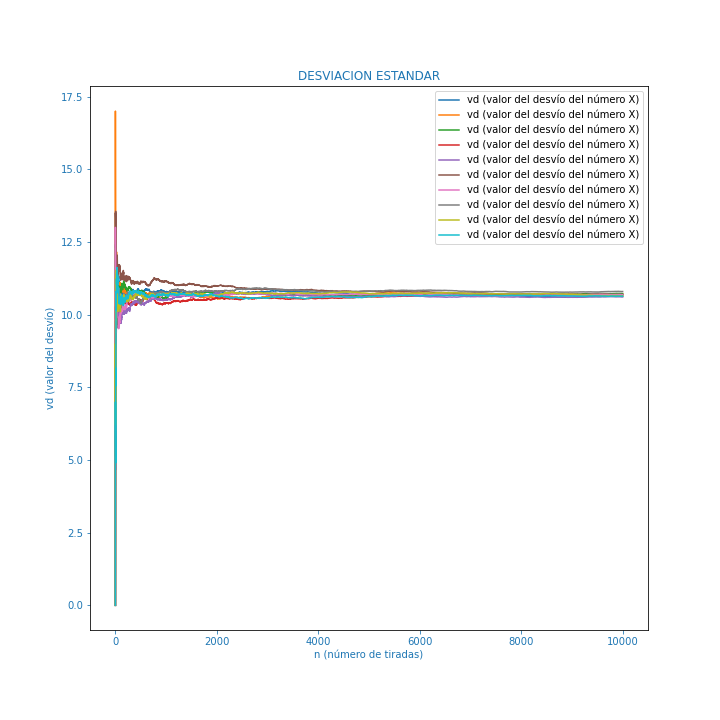 DESVIACION ESTANDAR
vd (valor del desvío del número X)
vd (valor del desvío del número X)
vd (valor del desvío del número X)
vd (valor del desvío del número X)
vd (valor del desvío del número X)
vd (valor del desvío del número X)
vd (valor del desvío del número X)
vd (valor del desvío del número X)
vd (valor del desvío del número X)
vd (valor del desvío del número X)
17.5
15.0
12.5
10.0
7.5
5.0
2.5
0.0
vd (valor del desvío)
0 2000 4000 6000 8000 10000
n (número de tiradas)